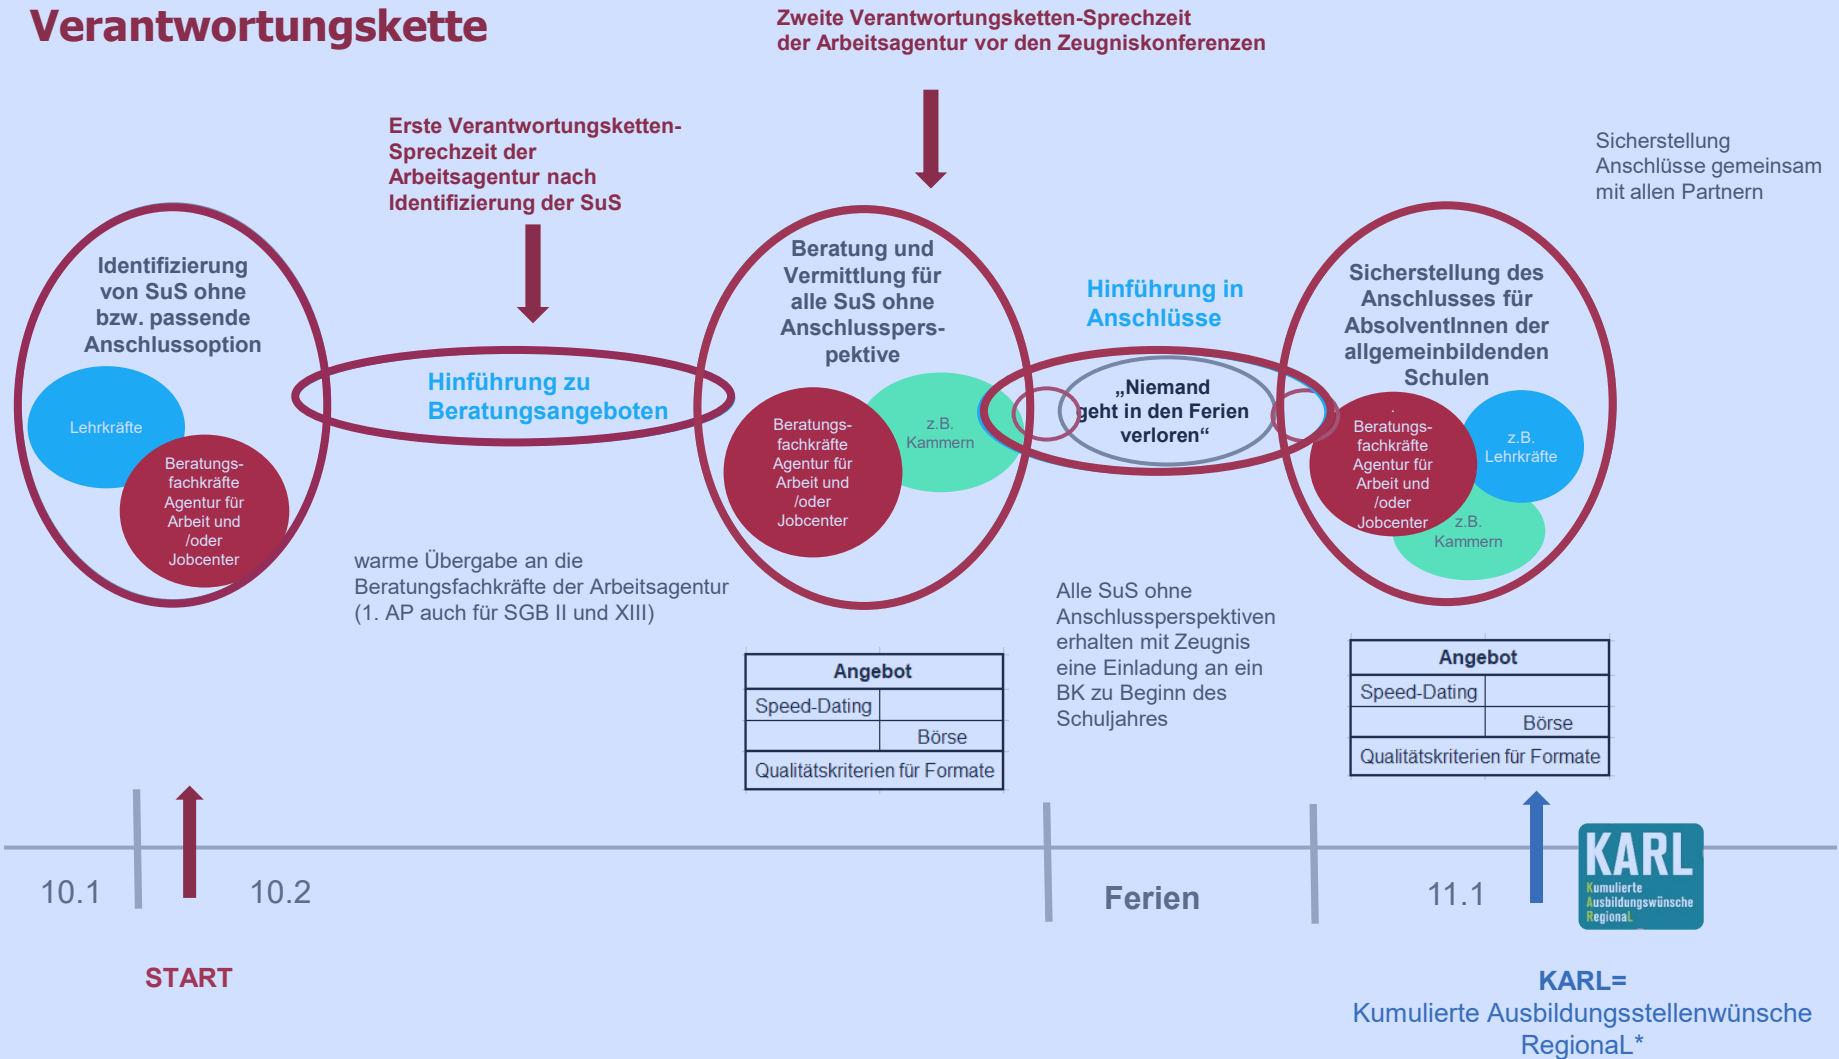 Verantwortungskette
Zweite Verantwortungsketten-Sprechzeit
der Arbeitsagentur vor den Zeugniskonferenzen
Erste Verantwortungsketten-
Sprechzeit der
Arbeitsagentur nach
Identifizierung der SuS
Sicherstellung
Anschlüsse gemeinsam
mit allen Partnern
Identifizierung
von SuS ohne
bzw. passende
Anschlussoption
Lehrkräfte
Beratungs-
fachkräfte
Agentur für
Arbeit und
/oder
Jobcenter
Hinführung zu
Beratungsangeboten
warme Übergabe an die
Beratungsfachkräfte der Arbeitsagentur
(1. AP auch für SGB II und XIII)
Beratung und
Vermittlung für
alle SuS ohne
Anschlusspers-
pektive
Beratungs-
fachkräfte
Agentur für
Arbeit und
/oder
Jobcenter
z.B.
Kammern
Hinführung in
Anschlüsse
„Niemand
geht in den Ferien
verloren“
Alle SuS ohne
Anschlussperspektiven
erhalten mit Zeugnis
eine Einladung an ein
BK zu Beginn des
Schuljahres
Sicherstellung des
Anschlusses für
AbsolventInnen der
allgemeinbildenden
Schulen
.
Beratungs-
fachkräfte
Agentur für
Arbeit und
/oder
Jobcenter
z.B.
Lehrkräfte
z.B.
Kammern
Angebot
Speed-Dating
Börse
Qualitätskriterien für Formate
Angebot
Speed-Dating
Börse
Qualitätskriterien für Formate
10.1
10.2
Ferien
11.1
KARL
Kumulierte
Ausbildungswünsche
RegionaL
START
KARL=
Kumulierte Ausbildungsstellenwünsche
RegionaL*